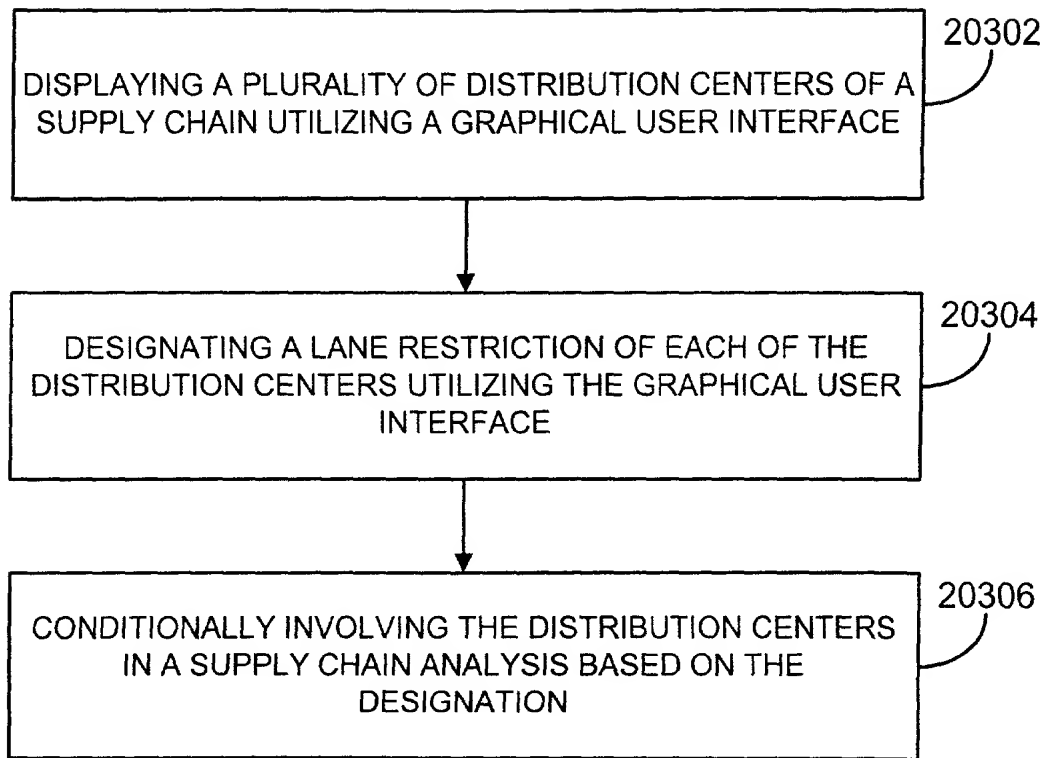 20302
DISPLAYING A PLURALITY OF DISTRIBUTION CENTERS OF A
SUPPLY CHAIN UTILIZING A GRAPHICAL USER INTERFACE
20304
DESIGNATING A LANE RESTRICTION OF EACH OF THE
DISTRIBUTION CENTERS UTILIZING THE GRAPHICAL USER
INTERFACE
20306
CONDITIONALLY INVOLVING THE DISTRIBUTION CENTERS
IN A SUPPLY CHAIN ANALYSIS BASED ON THE
DESIGNATION